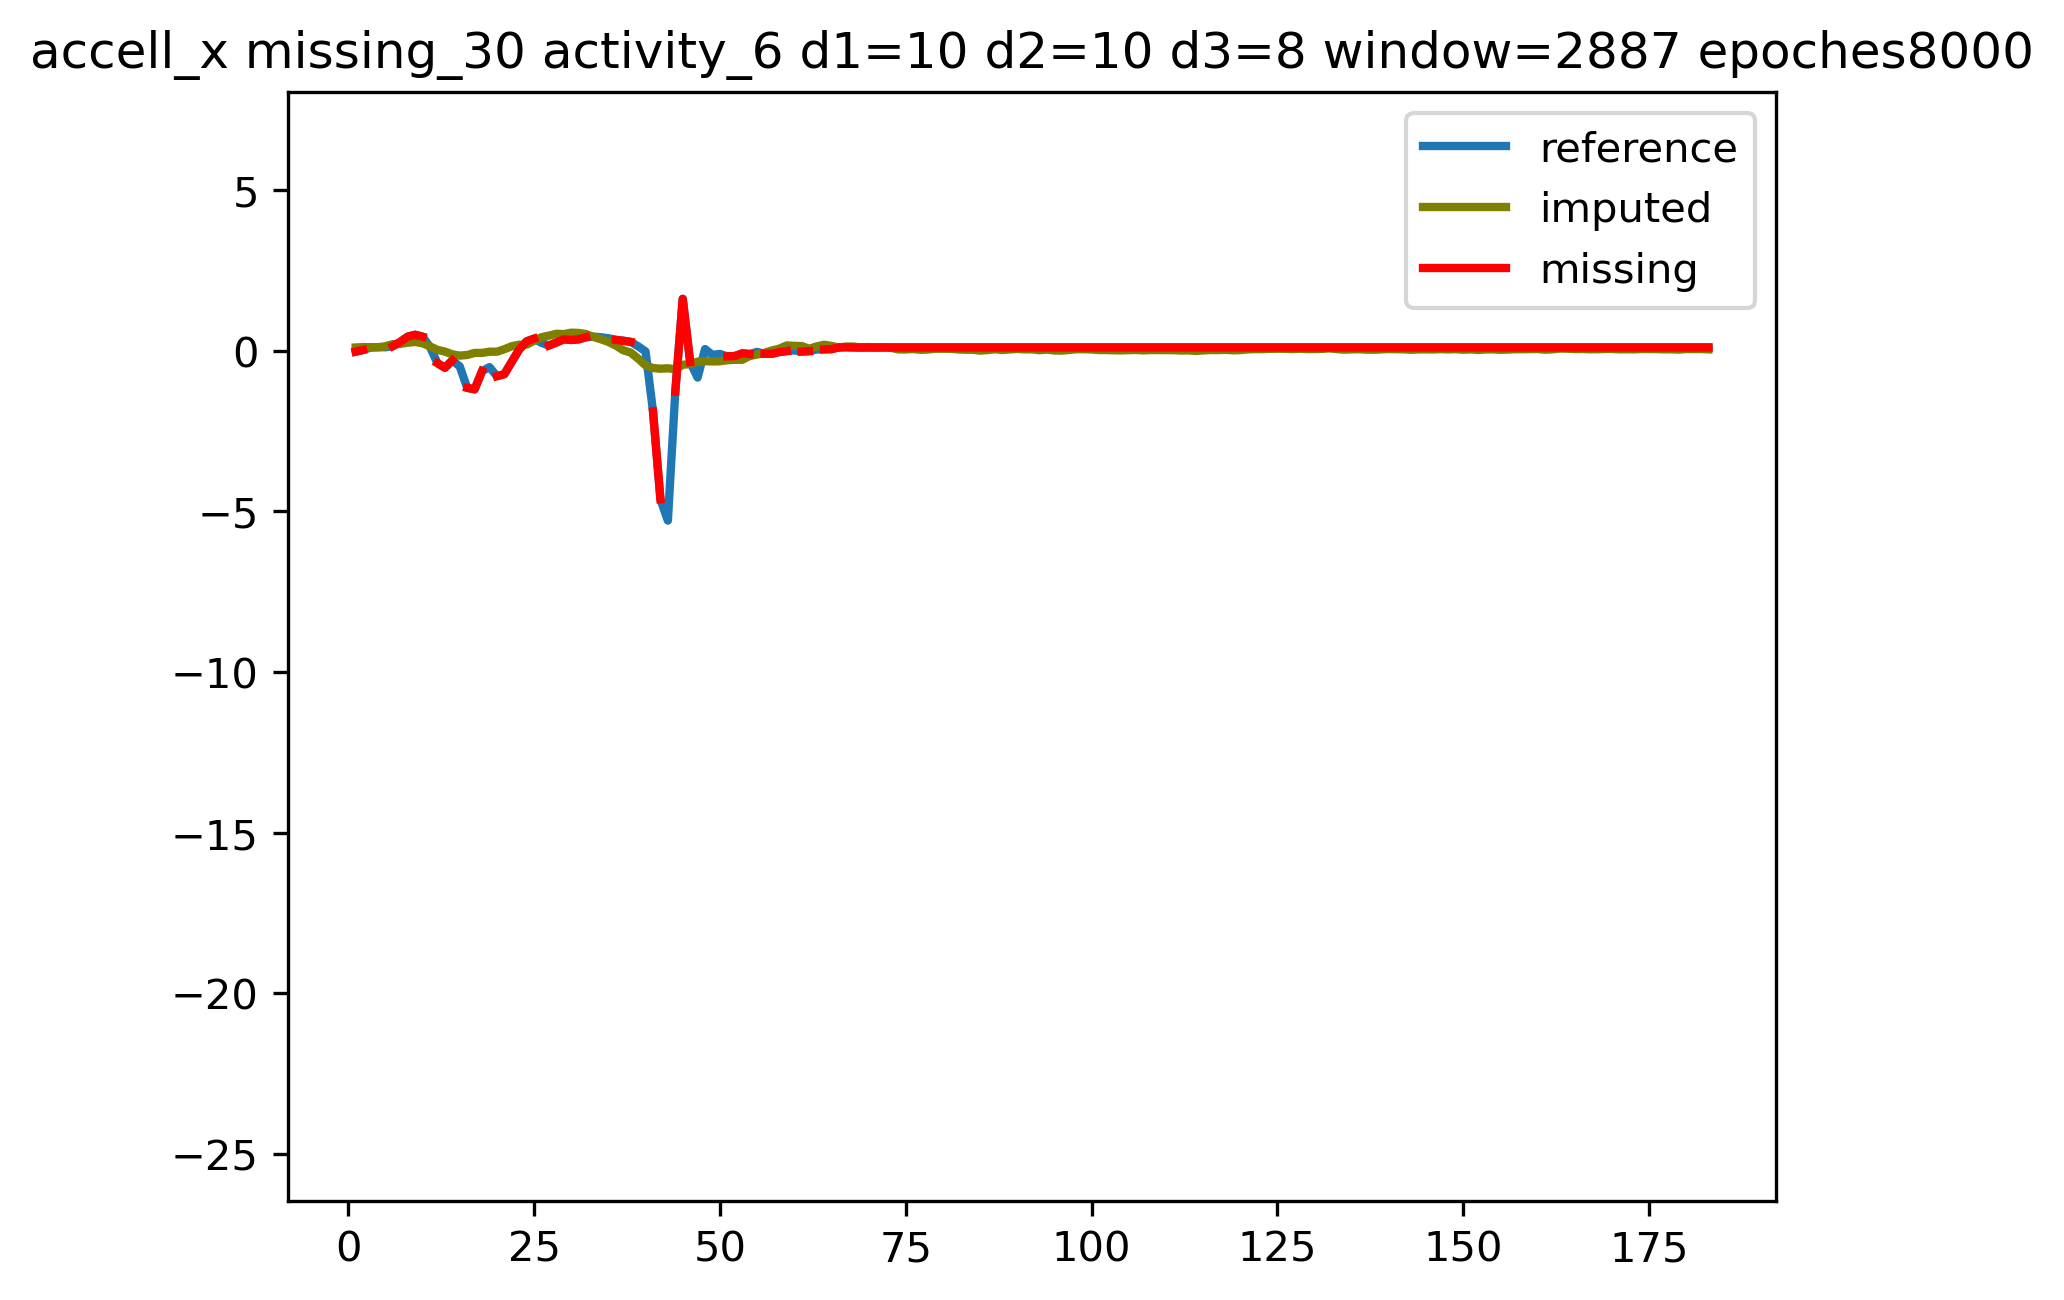 accell_x missing_30 activity_6 d1=10 d2=10 d3=8 window=2887 epoches8000
reference
imputed
missing
5
0
−5
−10
−15
−20
−25
0 25 50 75 100 125 150 175